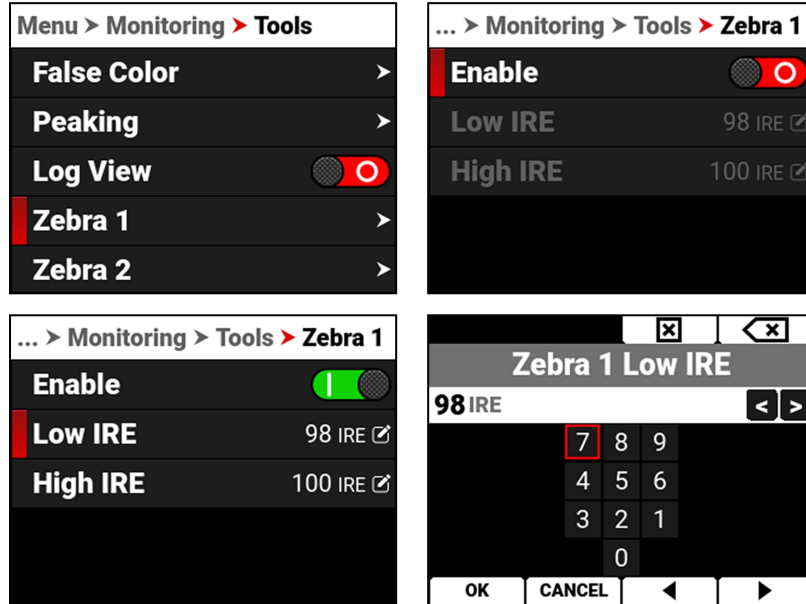 Menu > Monitoring > Tools
False Color >
Peaking >
Log View
Zebra 1 >
Zebra 2 >
... > Monitoring > Tools > Zebra 1
Enable
Low IRE 98 IRE
High IRE 100 IRE
... > Monitoring > Tools > Zebra 1
Enable
Low IRE 98 IRE
High IRE 100 IRE
Zebra 1 Low IRE
98 IRE < >
7 8 9
4 5 6
3 2 1
0
OK CANCEL